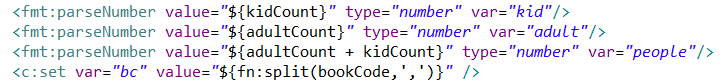 <fmt:parseNumber value="${kidCount}" type="number" var="kid"/>
<fmt:parseNumber value="${adultCount}" type="number" var="adult"/>
<fmt:parseNumber value="${adultCount + kidCount}" type="number" var="people"/>
<c:set var="bc" value="${fn:split(bookCode,',')}" />